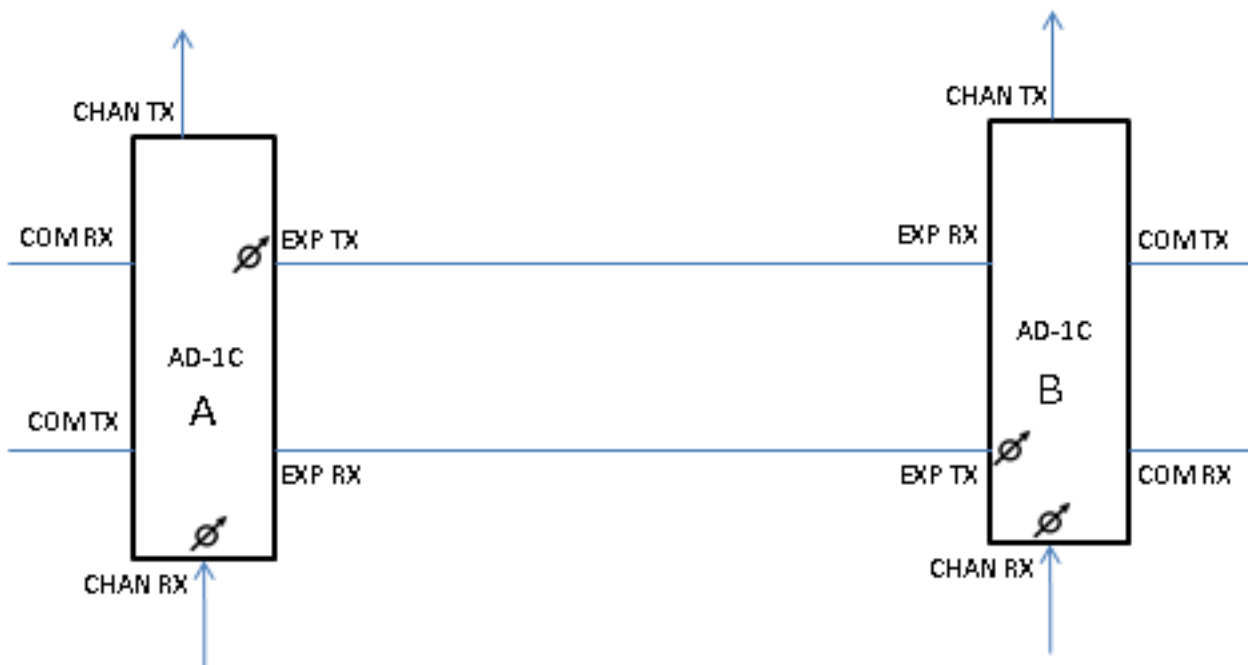 CHAN TX
CHAN TX
COM RX
EXP TX
EXP RX
COM TX
AD-1C
A
AD-1C
B
COM TX
EXP RX
EXP TX
COM RX
CHAN RX
CHAN RX